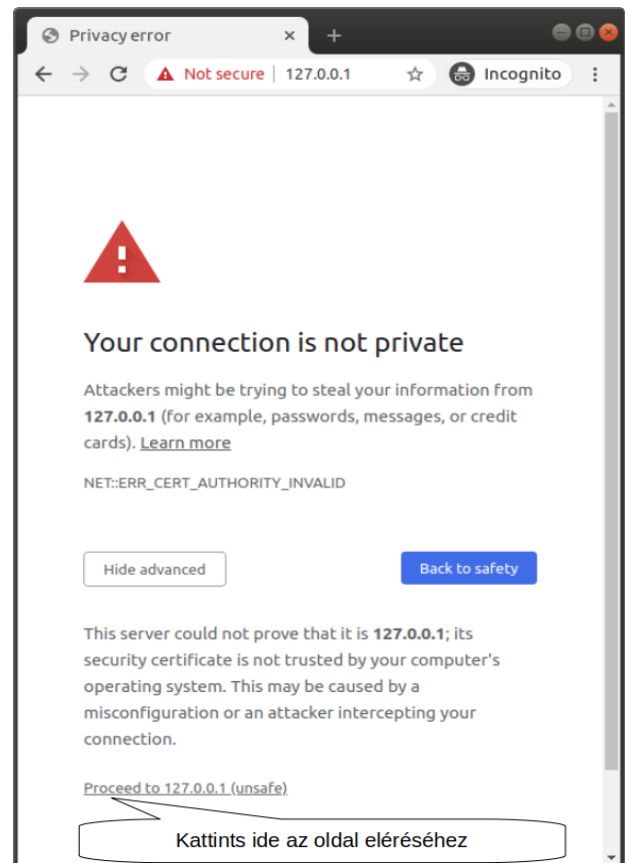 Privacy error
Not secure 127.0.0.1 Incognito
Your connection is not private
Attackers might be trying to steal your information from
127.0.0.1 (for example, passwords, messages, or credit
cards). Learn more
NET::ERR_CERT_AUTHORITY_INVALID
Hide advanced Back to safety
This server could not prove that it is 127.0.0.1; its
security certificate is not trusted by your computer's
operating system. This may be caused by a
misconfiguration or an attacker intercepting your
connection.
Proceed to 127.0.0.1 (unsafe)
Kattints ide az oldal eléréséhez